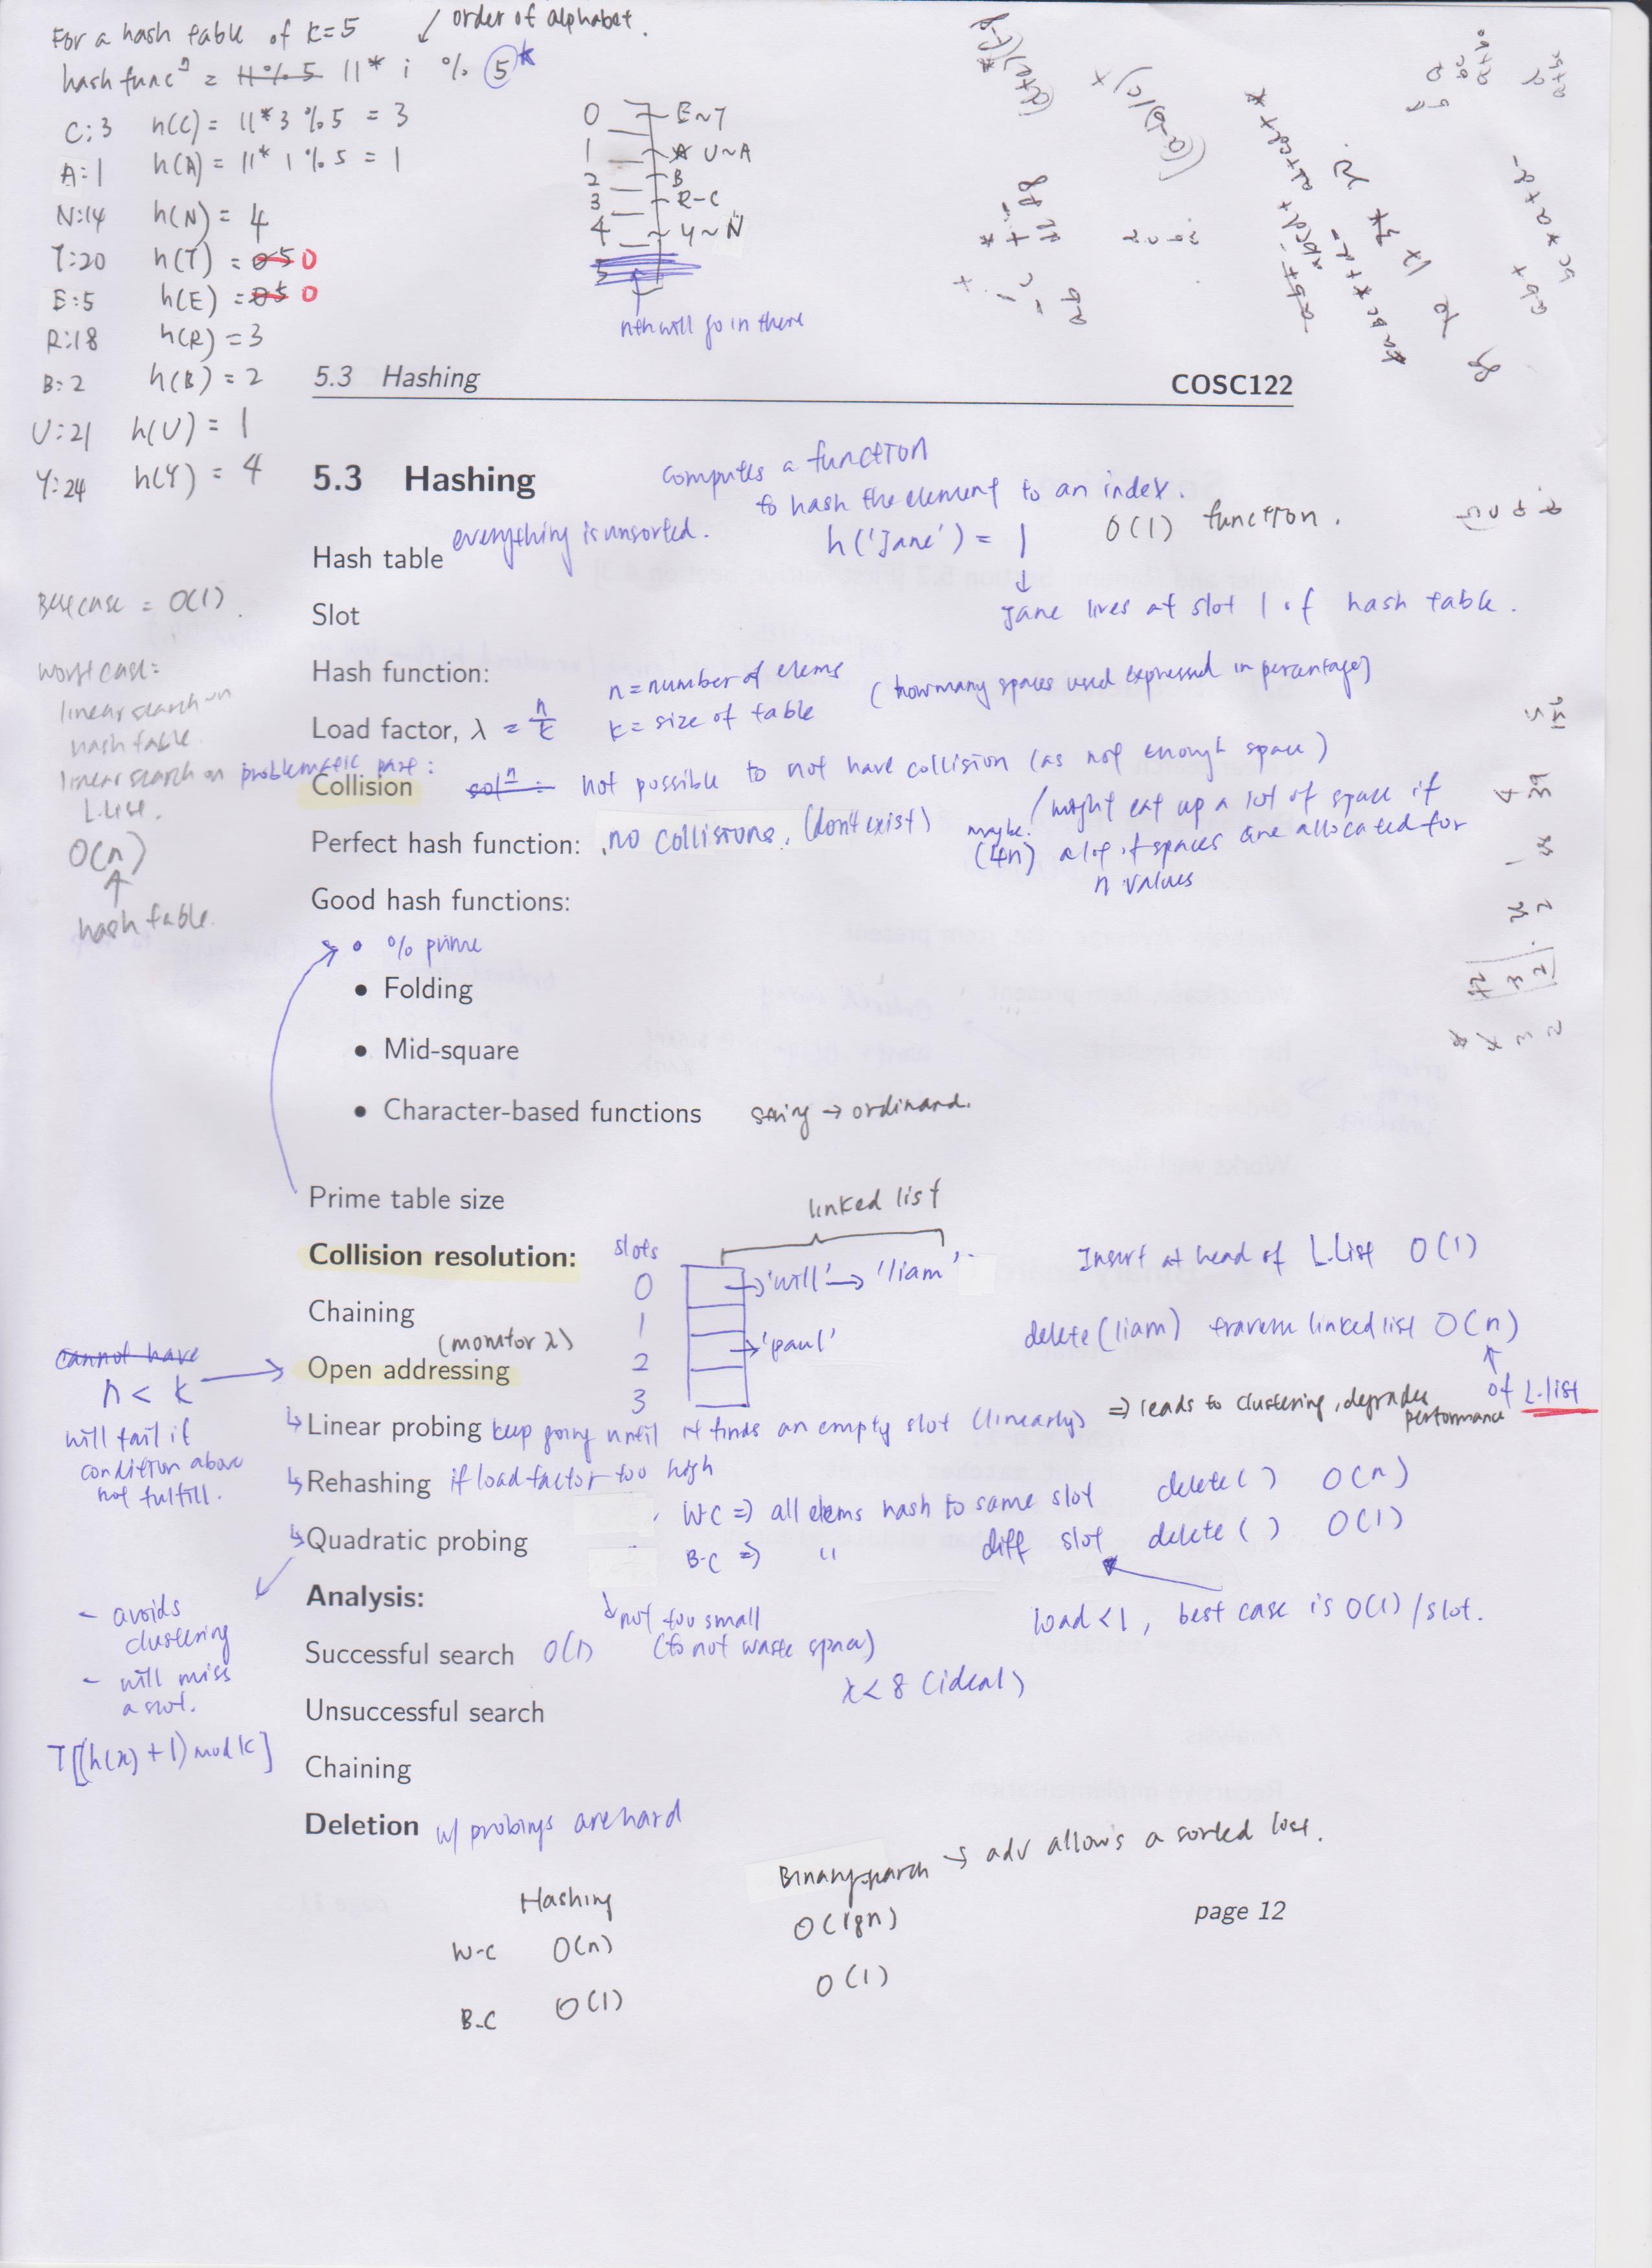 For a hash table of k=5
order of alphabet.
hash funcⁿ = 11%5 11* i % 5 k
C:3 h(C) = 11*3 %5 = 3
A:1 h(A) = 11* 1 % 5 = 1
N:14 h(N) = 4
T:20 h(T) = 0 5 0
E:5 h(E) = 0 5 0
R:18 h(R) = 3
B:2 h(B) = 2
U:21 h(U) = 1
Y:24 h(Y) = 4
0 E~T
1 A U~A
2 B
3 R-C
4 Y~N
5
nth will go in there
5.3 Hashing COSC122
5.3 Hashing
computes a function
to hash the element to an index.
everything is unsorted.
h('Jane') = 1 O(1) function.
Hash table
Jane lives at slot 1 of hash table.
Slot
Best case = O(1)
worst case:
linear search on
hash table.
linear search on
L.list.
O(n)
hash table.
Hash function:
n = number of elems
(how many spaces used expressed in percentage)
Load factor, λ = n/k k = size of table
problematic part:
Collision solⁿ = not possible to not have collision (as not enough space)
Perfect hash function: no collisions. (don't exist)
maybe. (4n)
/might eat up a lot of space if
a lot of spaces are allocated for
n values
Good hash functions:
• % prime
• Folding
• Mid-square
• Character-based functions string → ordinand.
Prime table size
linked list
Collision resolution: slots
0 'will' → 'liam'
1
2 'paul'
3
Insert at head of L.List O(1)
Chaining
delete(liam) traverse linked list O(n)
of L.list
(monitor λ)
Open addressing
cannot have
n < k
will fail if
condition above
not fulfill.
Linear probing keep going until it finds an empty slot (linearly) ⇒ leads to clustering, degrades
performance
Rehashing if load factor too high
W-C ⇒ all elems hash to same slot delete( ) O(n)
Quadratic probing
B-C ⇒ " diff slot delete( ) O(1)
- avoids
clustering
- will miss
a slot.
T[(h(x)+1) mod k]
Analysis:
not too small
(to not waste space)
load <1, best case is O(1)/slot.
Successful search O(1)
λ<8 (ideal)
Unsuccessful search
Chaining
Deletion w/ probings are hard
Hashing Binary search → adv allows a sorted list.
W-C O(n) O(lgn)
B-C O(1) O(1)
page 12